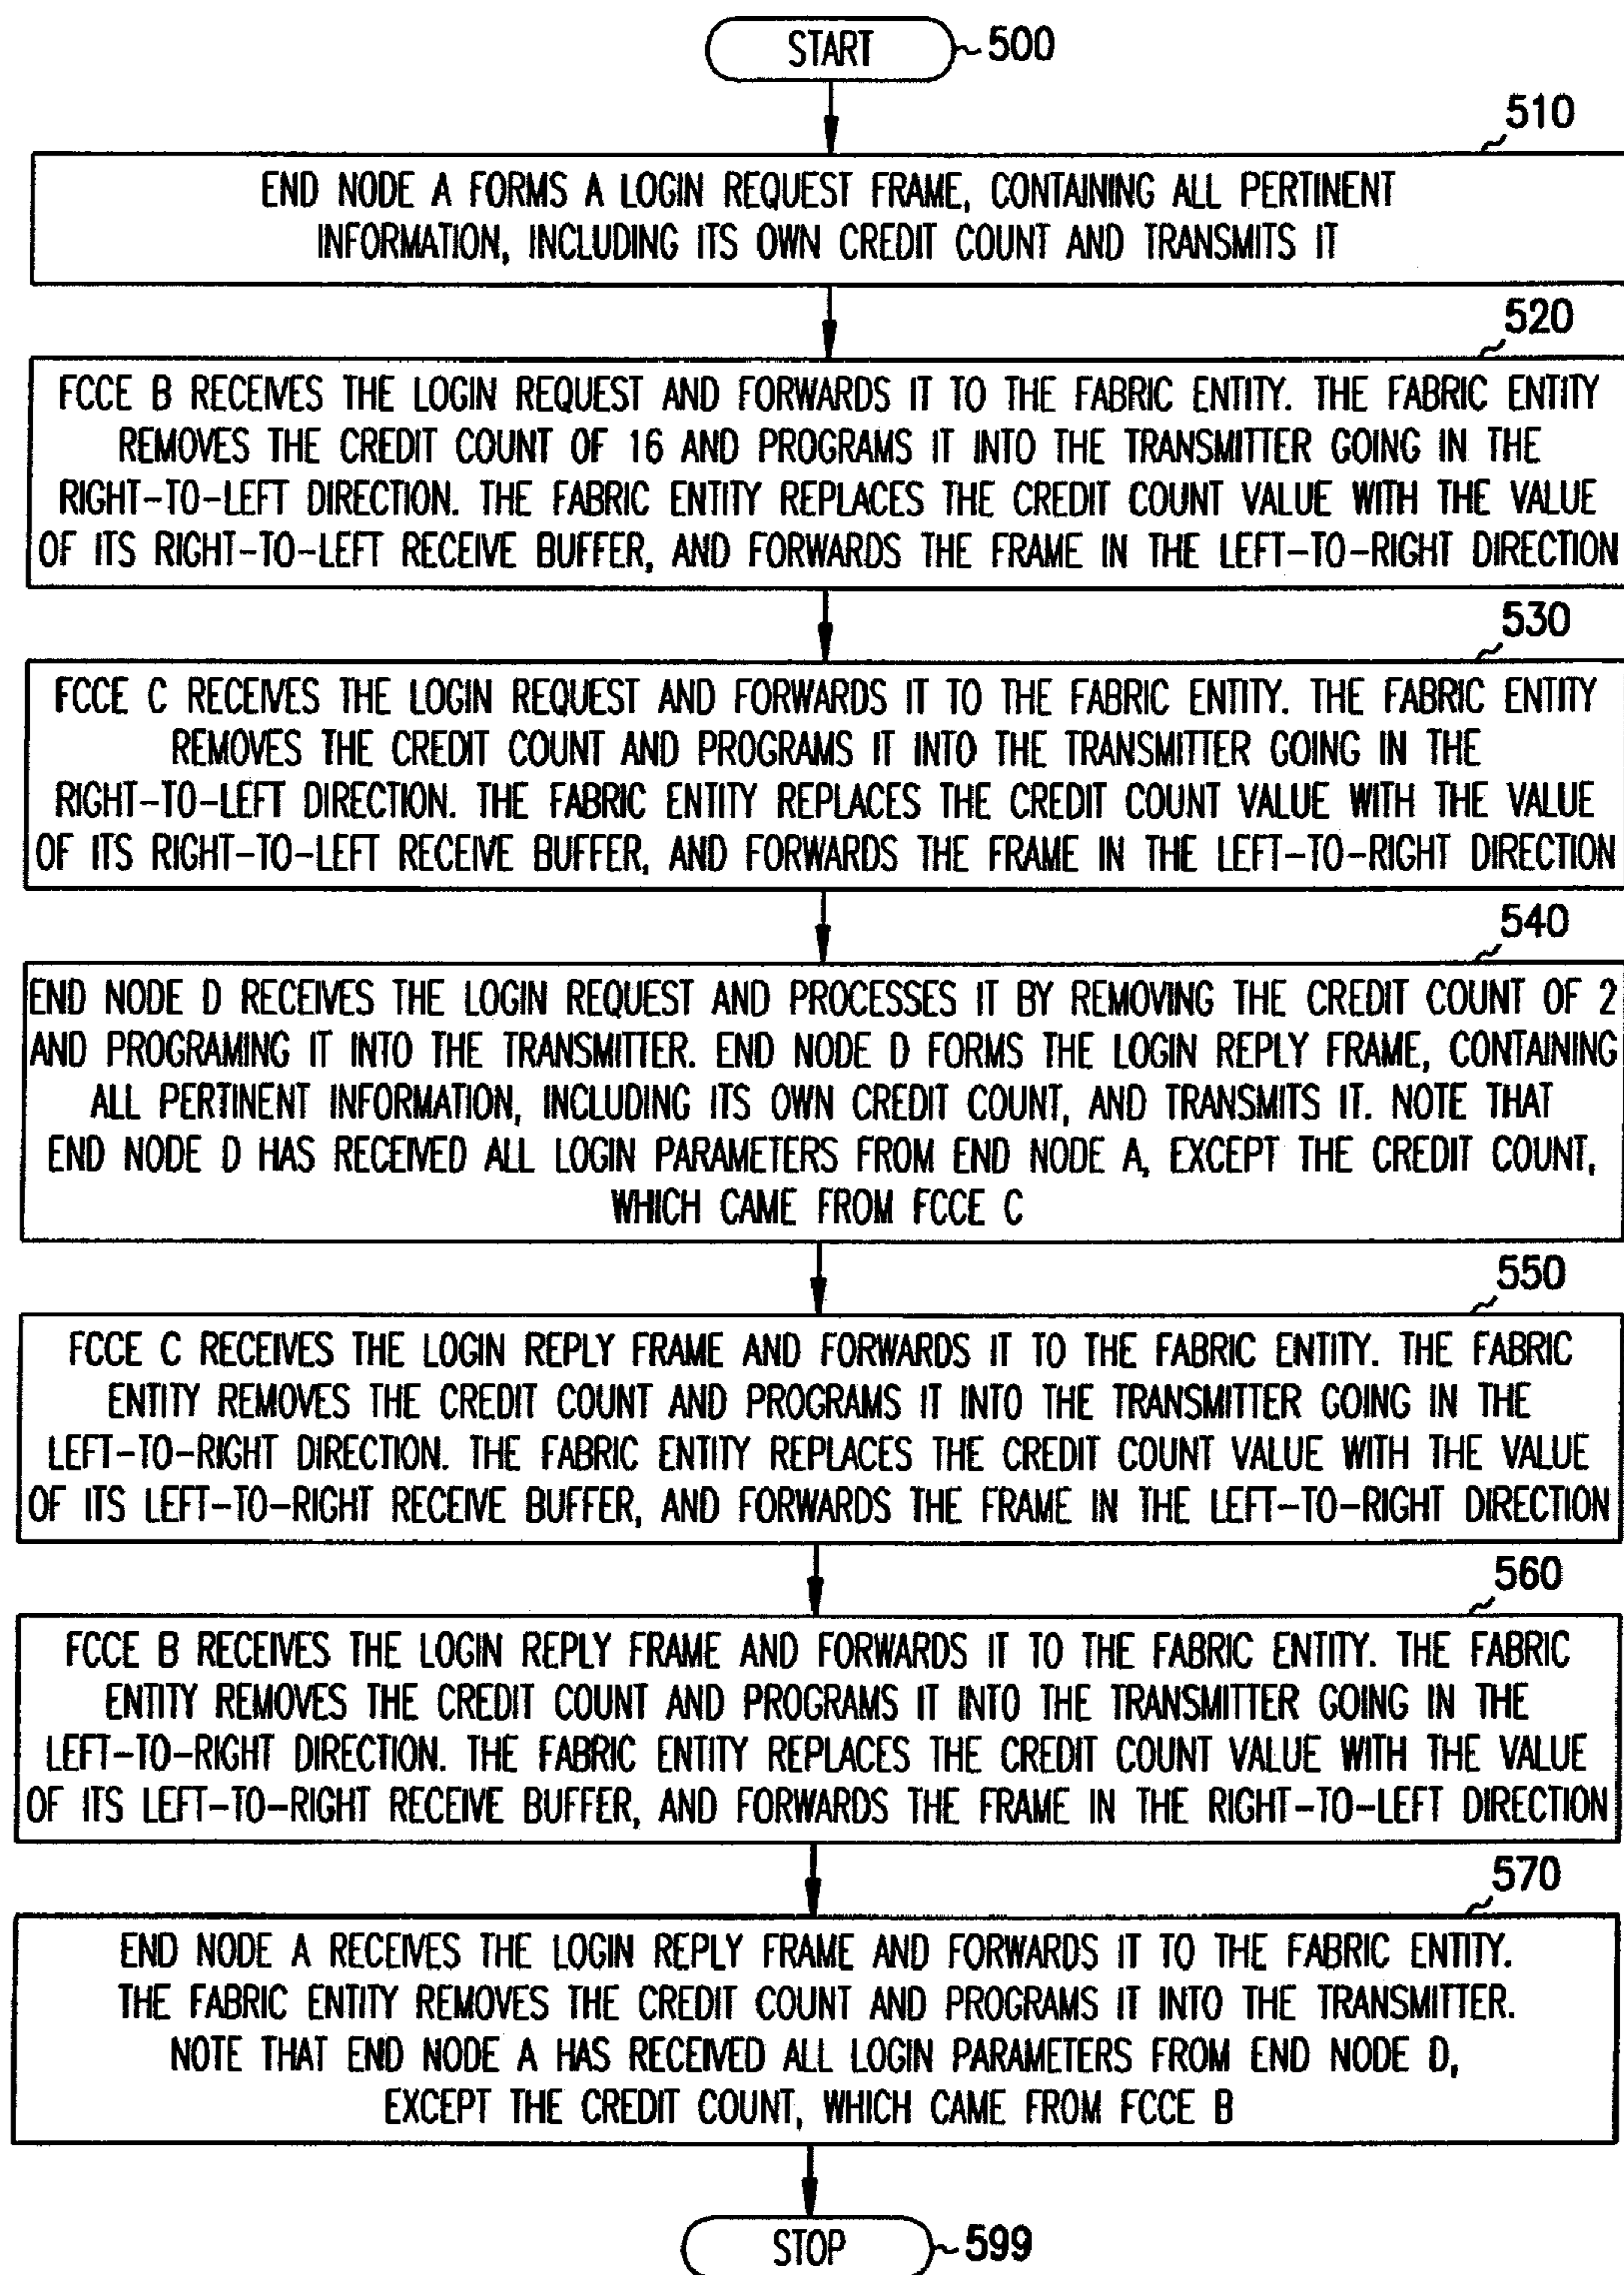 START
500
510
END NODE A FORMS A LOGIN REQUEST FRAME, CONTAINING ALL PERTINENT
INFORMATION, INCLUDING ITS OWN CREDIT COUNT AND TRANSMITS IT
520
FCCE B RECEIVES THE LOGIN REQUEST AND FORWARDS IT TO THE FABRIC ENTITY. THE FABRIC ENTITY
REMOVES THE CREDIT COUNT OF 16 AND PROGRAMS IT INTO THE TRANSMITTER GOING IN THE
RIGHT-TO-LEFT DIRECTION. THE FABRIC ENTITY REPLACES THE CREDIT COUNT VALUE WITH THE VALUE
OF ITS RIGHT-TO-LEFT RECEIVE BUFFER, AND FORWARDS THE FRAME IN THE LEFT-TO-RIGHT DIRECTION
530
FCCE C RECEIVES THE LOGIN REQUEST AND FORWARDS IT TO THE FABRIC ENTITY. THE FABRIC ENTITY
REMOVES THE CREDIT COUNT AND PROGRAMS IT INTO THE TRANSMITTER GOING IN THE
RIGHT-TO-LEFT DIRECTION. THE FABRIC ENTITY REPLACES THE CREDIT COUNT VALUE WITH THE VALUE
OF ITS RIGHT-TO-LEFT RECEIVE BUFFER, AND FORWARDS THE FRAME IN THE LEFT-TO-RIGHT DIRECTION
540
END NODE D RECEIVES THE LOGIN REQUEST AND PROCESSES IT BY REMOVING THE CREDIT COUNT OF 2
AND PROGRAMING IT INTO THE TRANSMITTER. END NODE D FORMS THE LOGIN REPLY FRAME, CONTAINING
ALL PERTINENT INFORMATION, INCLUDING ITS OWN CREDIT COUNT, AND TRANSMITS IT. NOTE THAT
END NODE D HAS RECEIVED ALL LOGIN PARAMETERS FROM END NODE A, EXCEPT THE CREDIT COUNT,
WHICH CAME FROM FCCE C
550
FCCE C RECEIVES THE LOGIN REPLY FRAME AND FORWARDS IT TO THE FABRIC ENTITY. THE FABRIC
ENTITY REMOVES THE CREDIT COUNT AND PROGRAMS IT INTO THE TRANSMITTER GOING IN THE
LEFT-TO-RIGHT DIRECTION. THE FABRIC ENTITY REPLACES THE CREDIT COUNT VALUE WITH THE VALUE
OF ITS LEFT-TO-RIGHT RECEIVE BUFFER, AND FORWARDS THE FRAME IN THE LEFT-TO-RIGHT DIRECTION
560
FCCE B RECEIVES THE LOGIN REPLY FRAME AND FORWARDS IT TO THE FABRIC ENTITY. THE FABRIC
ENTITY REMOVES THE CREDIT COUNT AND PROGRAMS IT INTO THE TRANSMITTER GOING IN THE
LEFT-TO-RIGHT DIRECTION. THE FABRIC ENTITY REPLACES THE CREDIT COUNT VALUE WITH THE VALUE
OF ITS LEFT-TO-RIGHT RECEIVE BUFFER, AND FORWARDS THE FRAME IN THE RIGHT-TO-LEFT DIRECTION
570
END NODE A RECEIVES THE LOGIN REPLY FRAME AND FORWARDS IT TO THE FABRIC ENTITY.
THE FABRIC ENTITY REMOVES THE CREDIT COUNT AND PROGRAMS IT INTO THE TRANSMITTER.
NOTE THAT END NODE A HAS RECEIVED ALL LOGIN PARAMETERS FROM END NODE D,
EXCEPT THE CREDIT COUNT, WHICH CAME FROM FCCE B
STOP
599